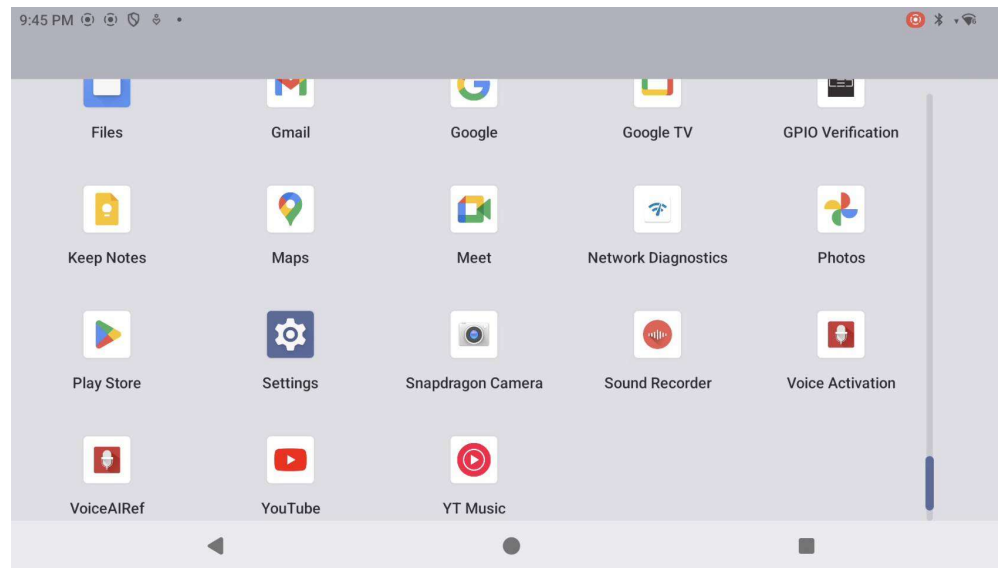 9:45 PM
Files Gmail Google Google TV GPIO Verification
Keep Notes Maps Meet Network Diagnostics Photos
Play Store Settings Snapdragon Camera Sound Recorder Voice Activation
VoiceAIRef YouTube YT Music